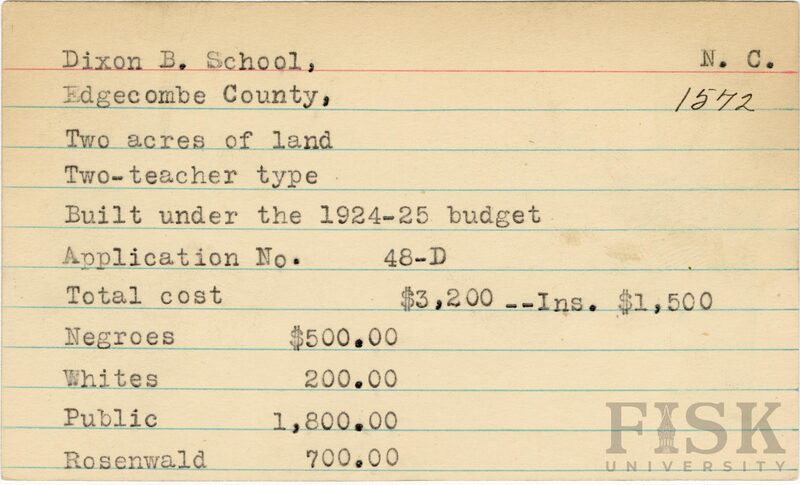 Dixon B. School, N. C.
Edgecombe County, 1572
Two acres of land
Two-teacher type
Built under the 1924-25 budget
Application No. 48-D
Total cost $3,200 --Ins. $1,500
Negroes $500.00
Whites 200.00
Public 1,800.00
Rosenwald 700.00
FISK
UNIVERSITY